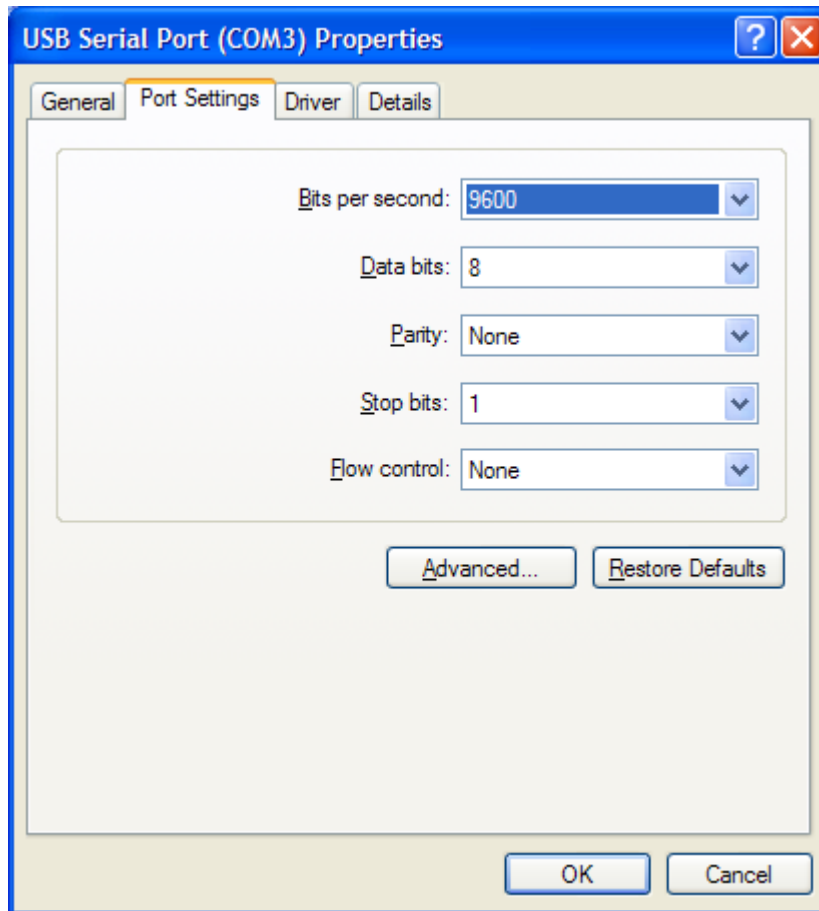 USB Serial Port (COM3) Properties
General Port Settings Driver Details
Bits per second: 9600
Data bits: 8
Parity: None
Stop bits: 1
Flow control: None
Advanced... Restore Defaults
OK Cancel